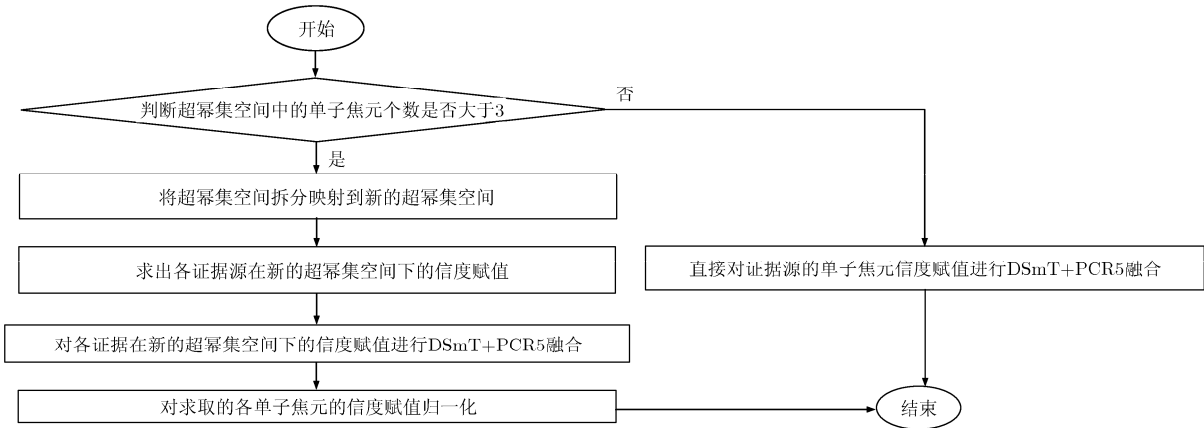 开始
判断超幂集空间中的单子焦元个数是否大于3
否
是
将超幂集空间拆分映射到新的超幂集空间
求出各证据源在新的超幂集空间下的信度赋值
直接对证据源的单子焦元信度赋值进行DSmT+PCR5融合
对各证据在新的超幂集空间下的信度赋值进行DSmT+PCR5融合
对求取的各单子焦元的信度赋值归一化
结束